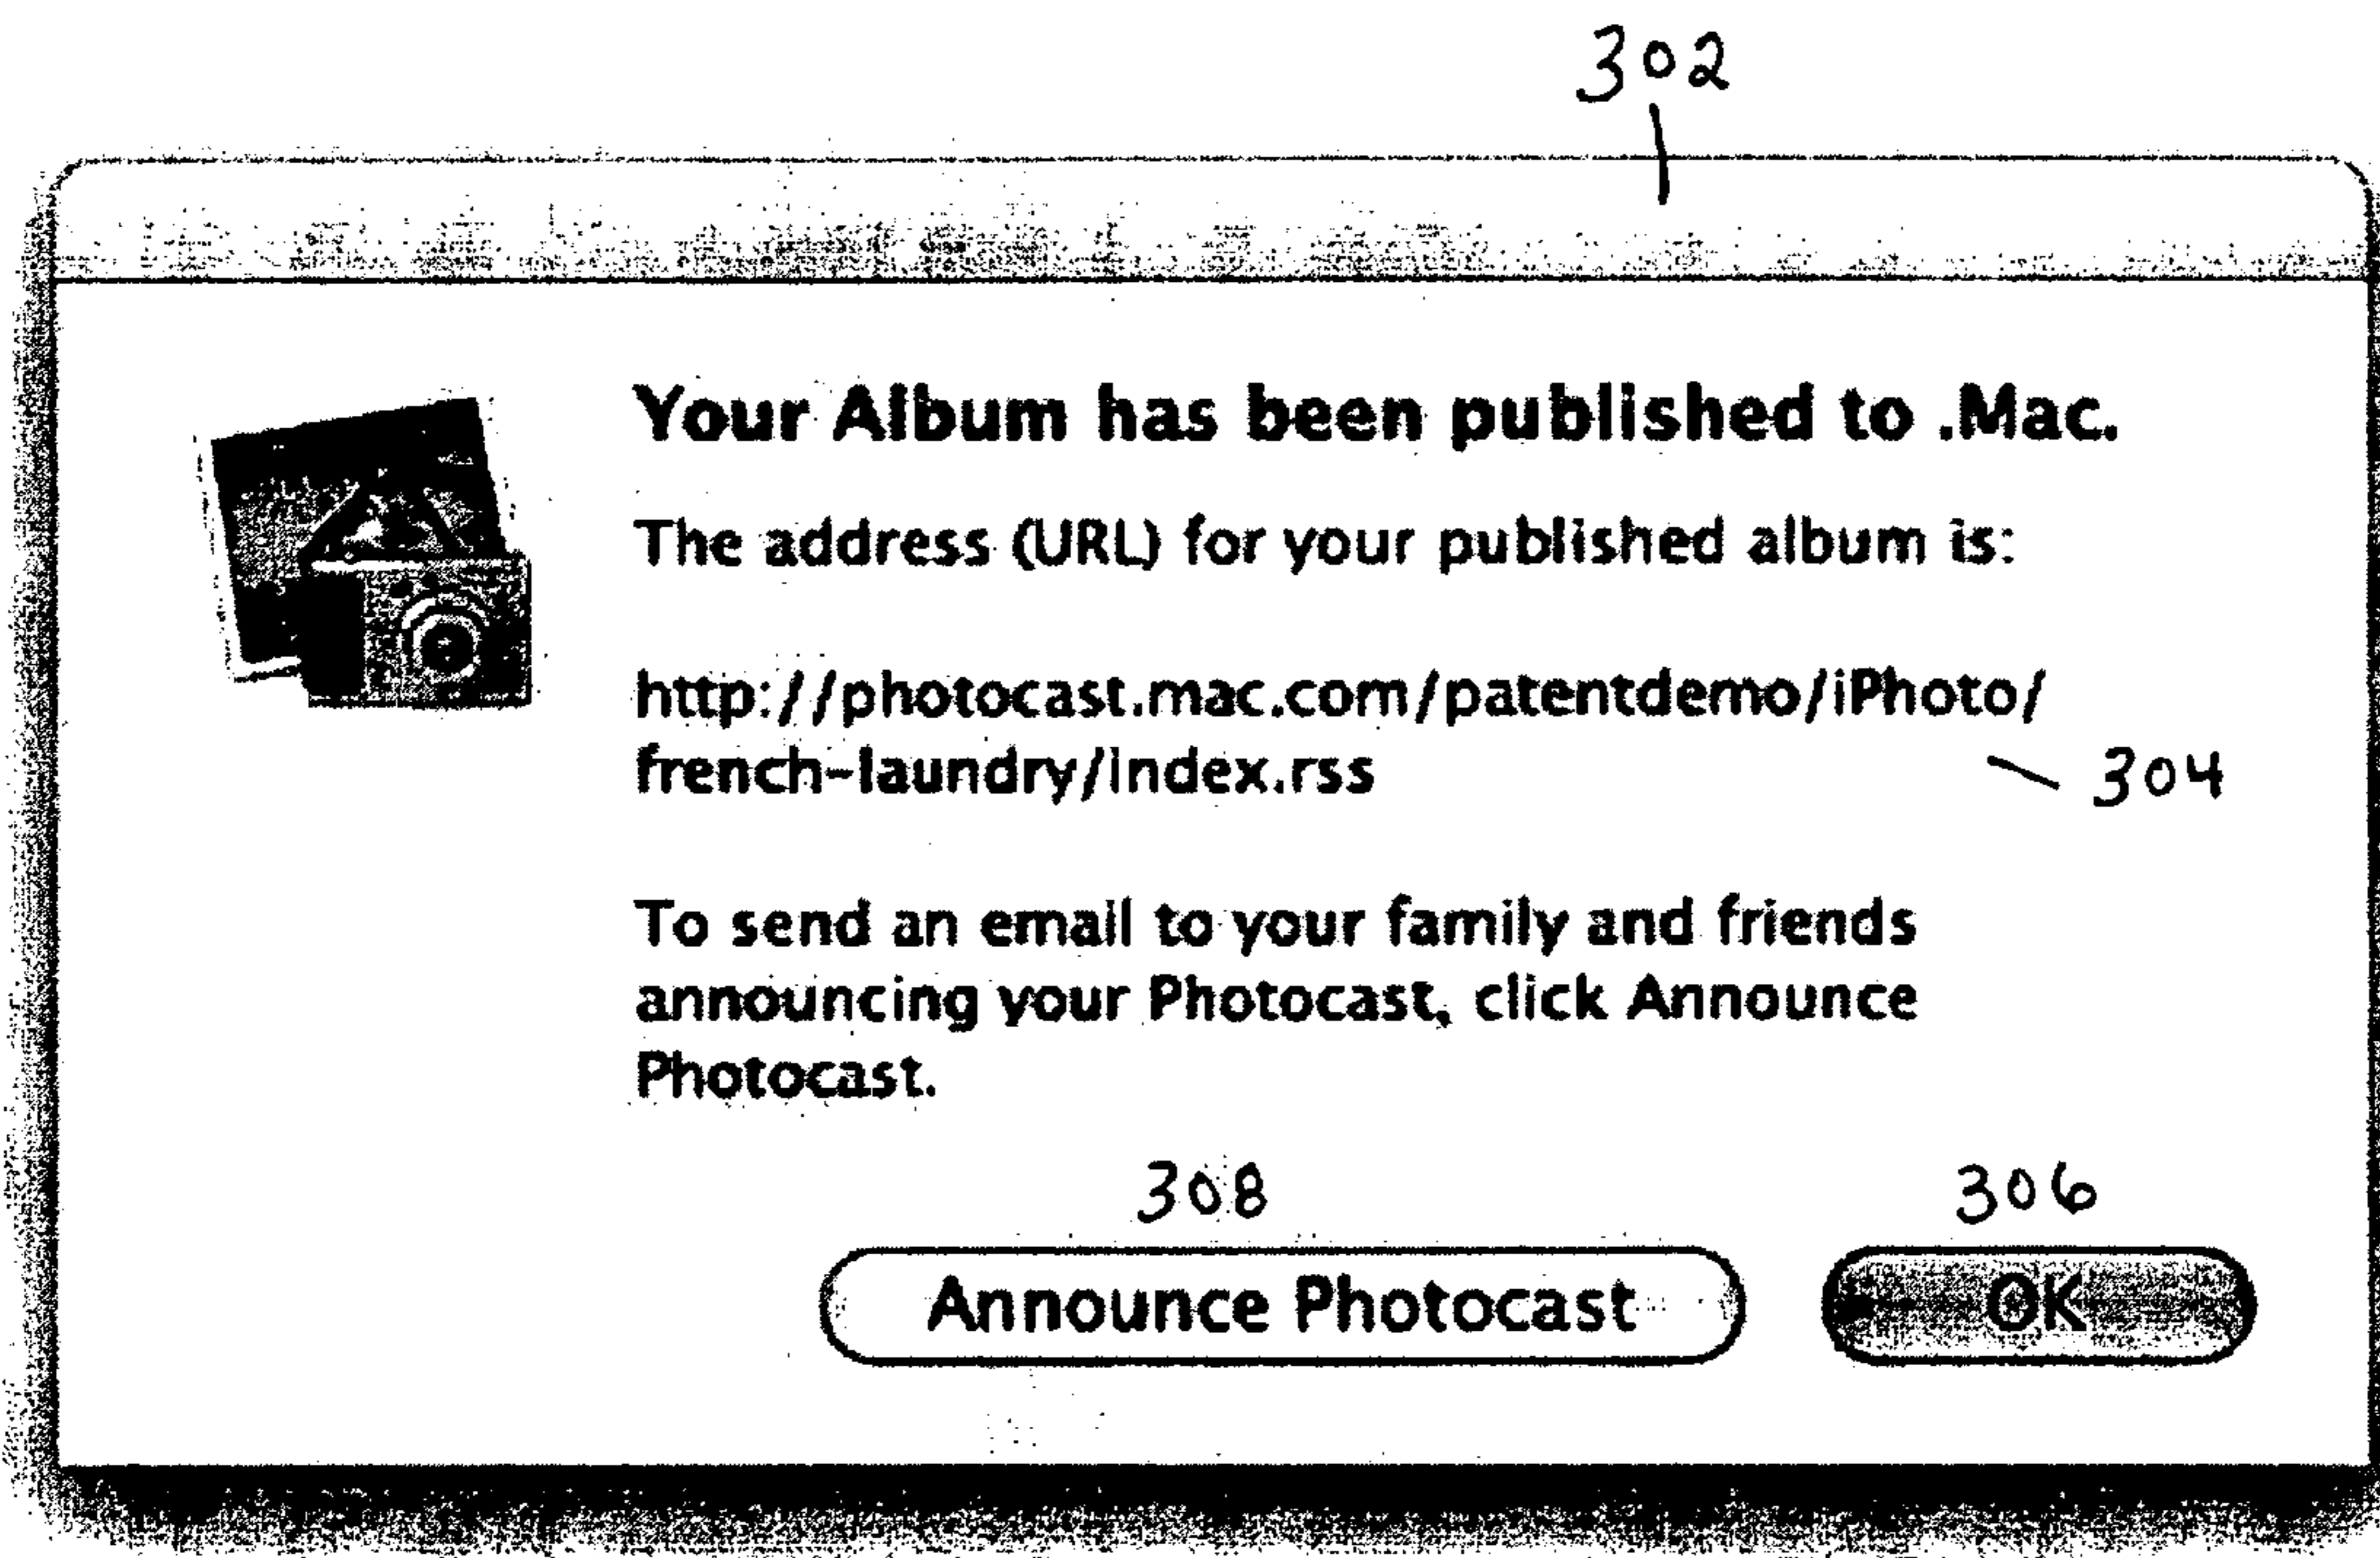 302
Your Album has been published to .Mac.
The address (URL) for your published album is:
http://photocast.mac.com/patentdemo/iPhoto/
french-laundry/index.rss
304
To send an email to your family and friends
announcing your Photocast, click Announce
Photocast.
308 306
Announce Photocast OK